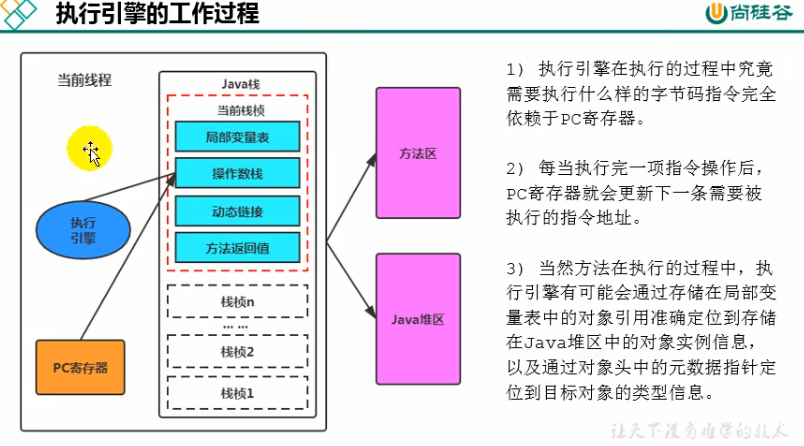 执行引擎的工作过程
尚硅谷
当前线程
Java栈
当前栈桢
局部变量表
操作数栈
动态链接
方法返回值
执行
引擎
栈桢n
... ...
栈桢2
栈桢1
PC寄存器
方法区
Java堆区
1) 执行引擎在执行的过程中究竟
需要执行什么样的字节码指令完全
依赖于PC寄存器。
2) 每当执行完一项指令操作后，
PC寄存器就会更新下一条需要被
执行的指令地址。
3) 当然方法在执行的过程中，执
行引擎有可能会通过存储在局部变
量表中的对象引用准确定位到存储
在Java堆区中的对象实例信息，
以及通过对象头中的元数据指针定
位到目标对象的类型信息。
让天下没有难学的技术